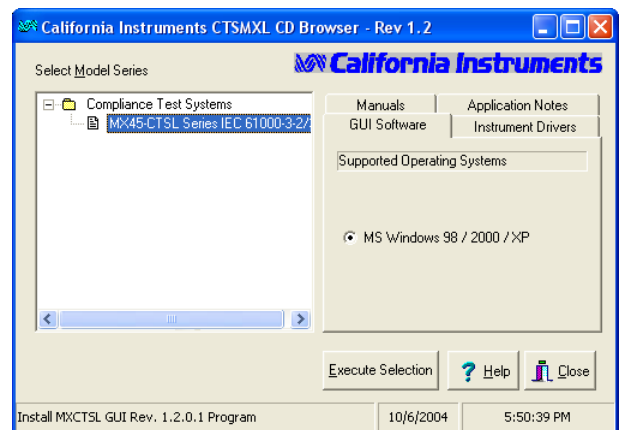 California Instruments CTSMXL CD Browser - Rev 1.2
Select Model Series
California Instruments
Compliance Test Systems
MX45-CTSL Series IEC 61000-3-2/
Manuals
Application Notes
GUI Software
Instrument Drivers
Supported Operating Systems
MS Windows 98 / 2000 / XP
Execute Selection
? Help
Close
Install MXCTSL GUI Rev. 1.2.0.1 Program
10/6/2004
5:50:39 PM